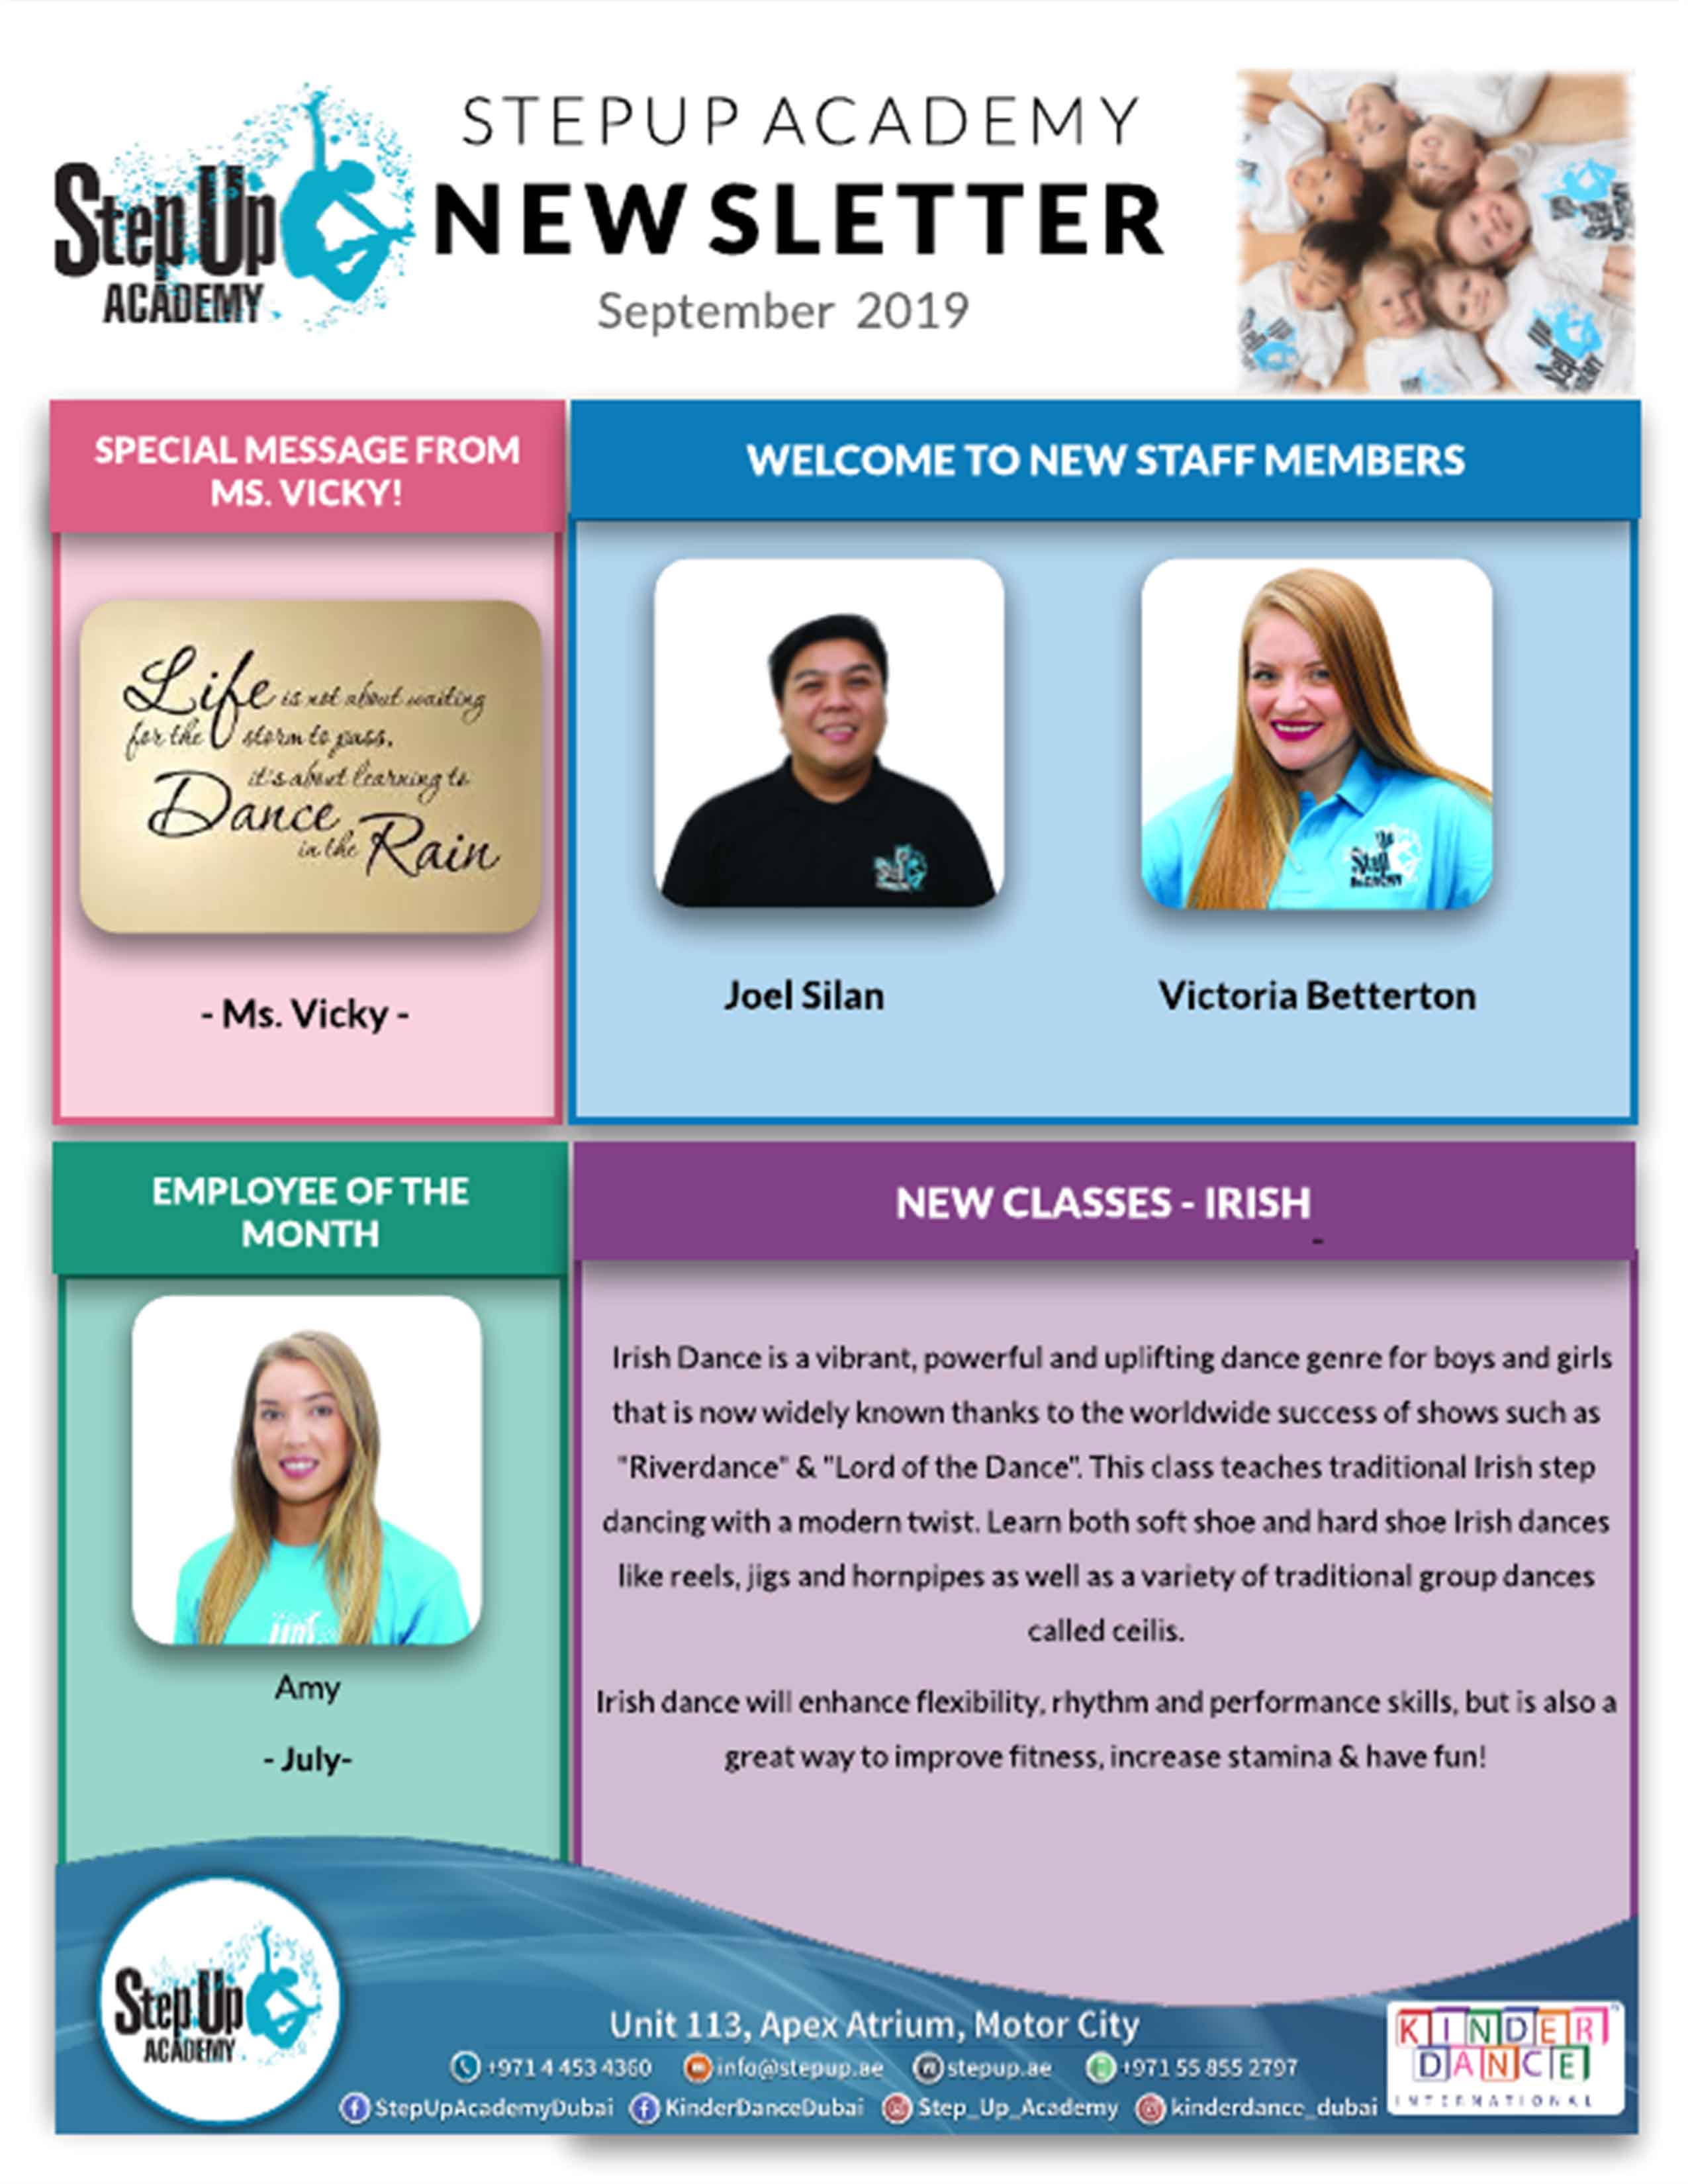 Step Up
ACADEMY
STEPUP ACADEMY
NEWSLETTER
September 2019
SPECIAL MESSAGE FROM
MS. VICKY!
Life is not about waiting
for the storm to pass,
it's about learning to
Dance
in the Rain
- Ms. Vicky -
WELCOME TO NEW STAFF MEMBERS
Step Up
ACADEMY
Joel Silan
Victoria Betterton
EMPLOYEE OF THE
MONTH
Amy
- July-
NEW CLASSES - IRISH
-
Irish Dance is a vibrant, powerful and uplifting dance genre for boys and girls
that is now widely known thanks to the worldwide success of shows such as
"Riverdance" & "Lord of the Dance". This class teaches traditional Irish step
dancing with a modern twist. Learn both soft shoe and hard shoe Irish dances
like reels, jigs and hornpipes as well as a variety of traditional group dances
called ceilis.
Irish dance will enhance flexibility, rhythm and performance skills, but is also a
great way to improve fitness, increase stamina & have fun!
Step Up
ACADEMY
Unit 113, Apex Atrium, Motor City
+971 4 453 4360 info@stepup.ae stepup.ae +971 55 855 2797
StepUpAcademyDubai KinderDanceDubai Step_Up_Academy kinderdance_dubai
KINDER
DANCE
INTERNATIONAL